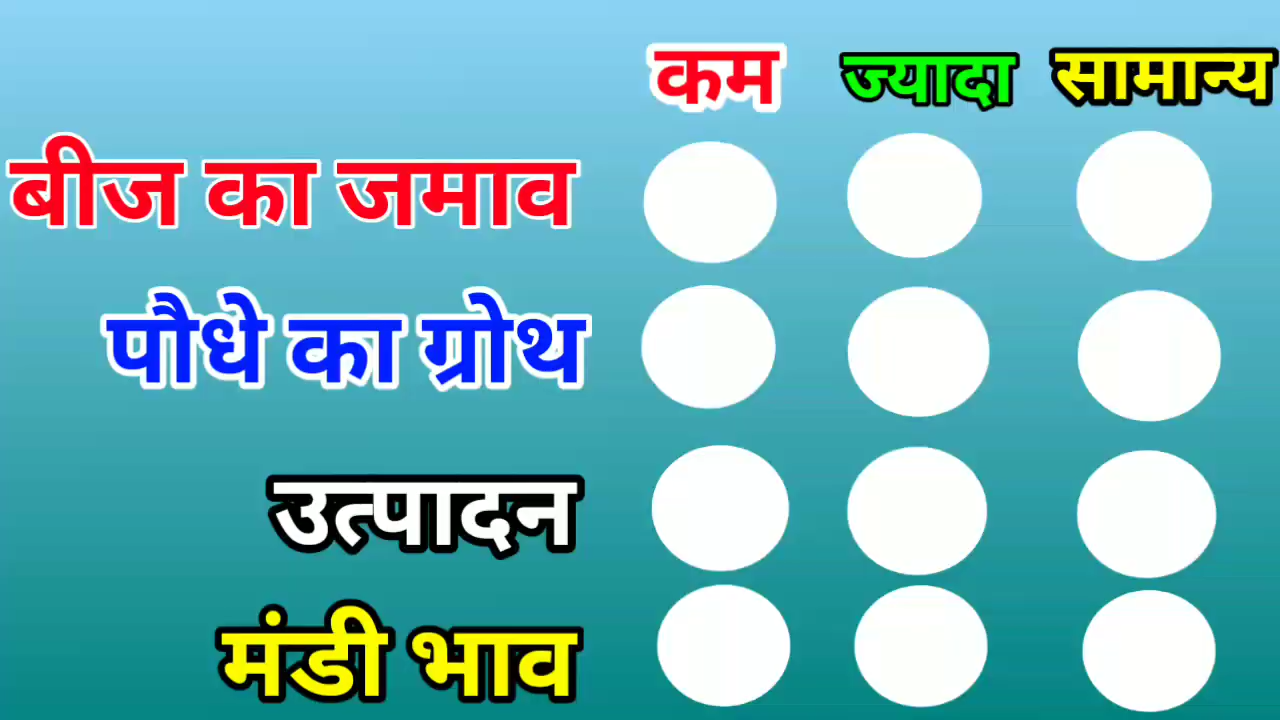 कम ज्यादा सामान्य
बीज का जमाव
पौधे का ग्रोथ
उत्पादन
मंडी भाव